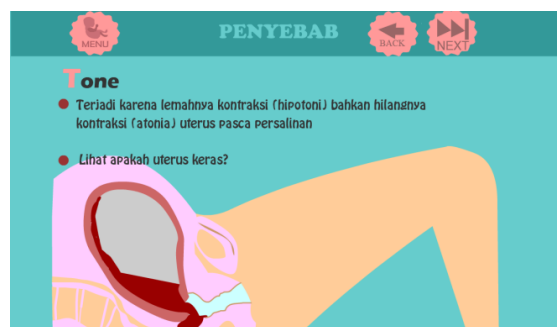 MENU
PENYEBAB
BACK
NEXT
Tone
Terjadi karena lemahnya kontraksi (hipotoni) bahkan hilangnya
kontraksi (atonia) uterus pasca persalinan
Lihat apakah uterus keras?